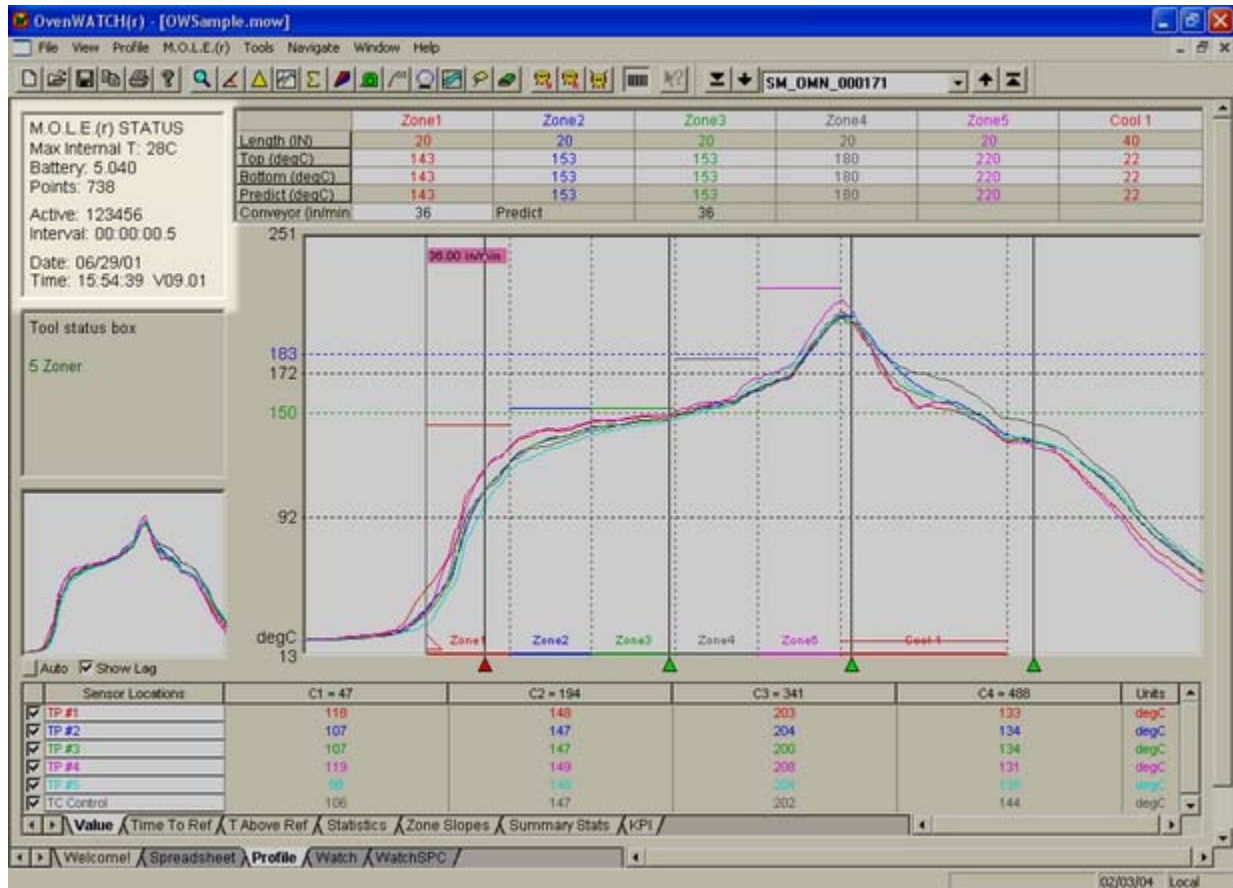 OvenWATCH(r) - [OWSample.mow]
File View Profile M.O.L.E.(r) Tools Navigate Window Help
SM_OMN_000171
M.O.L.E.(r) STATUS
Max Internal T: 28C
Battery: 5.040
Points: 738
Active: 123456
Interval: 00:00:00.5
Date: 06/29/01
Time: 15:54:39 V09.01
Tool status box
5 Zoner
Auto Show Lag
Zone1 Zone2 Zone3 Zone4 Zone5 Cool 1
Length (IN) 20 20 20 20 20 40
Top (degC) 143 153 153 180 220 22
Bottom (degC) 143 153 153 180 220 22
Predict (degC) 143 153 153 180 220 22
Conveyor (in/min 36 Predict 36
251
36.00 in/min
183
172
150
92
degC
13
Zone1 Zone2 Zone3 Zone4 Zone5 Cool 1
Sensor Locations C1 = 47 C2 = 194 C3 = 341 C4 = 488 Units
TP #1 118 148 203 133 degC
TP #2 107 147 204 134 degC
TP #3 107 147 200 134 degC
TP #4 119 149 208 131 degC
TP #5 degC
TC Control 106 147 202 144 degC
Value Time To Ref T Above Ref Statistics Zone Slopes Summary Stats KPI
Welcome! Spreadsheet Profile Watch WatchSPC
02/03/04 Local